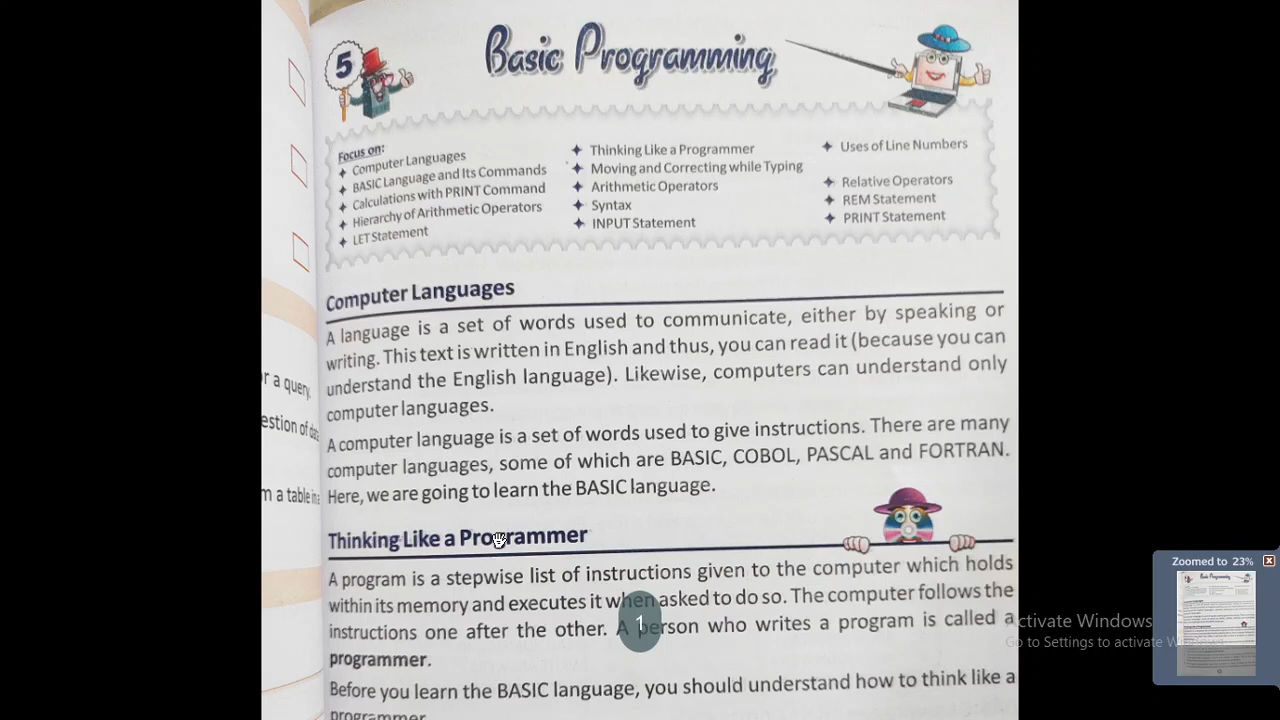 5
Basic Programming
Focus on:
Computer Languages
BASIC Language and Its Commands
Calculations with PRINT Command
Hierarchy of Arithmetic Operators
LET Statement
Thinking Like a Programmer
Moving and Correcting while Typing
Arithmetic Operators
Syntax
INPUT Statement
Uses of Line Numbers
Relative Operators
REM Statement
PRINT Statement
Computer Languages
A language is a set of words used to communicate, either by speaking or
writing. This text is written in English and thus, you can read it (because you can
understand the English language). Likewise, computers can understand only
computer languages.
A computer language is a set of words used to give instructions. There are many
computer languages, some of which are BASIC, COBOL, PASCAL and FORTRAN.
Here, we are going to learn the BASIC language.
Thinking Like a Programmer
A program is a stepwise list of instructions given to the computer which holds
within its memory and executes it when asked to do so. The computer follows the
instructions one after the other. A person who writes a program is called a
programmer.
Before you learn the BASIC language, you should understand how to think like a
programmer
1
r a query.
estion of
m a table in a
Zoomed to 23%
Activate Windows
Go to Settings to activate Windows